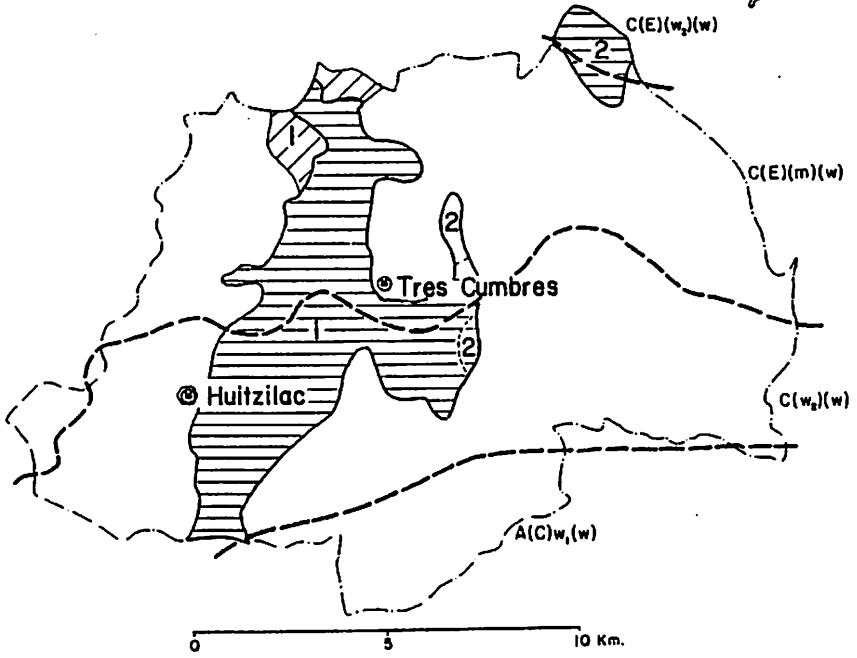 C(E)(w₂)(w)
2
1
C(E)(m)(w)
2
Tres Cumbres
1
2
Huitzilac
C(w₂)(w)
A(C)w₁(w)
0 5 10 Km.